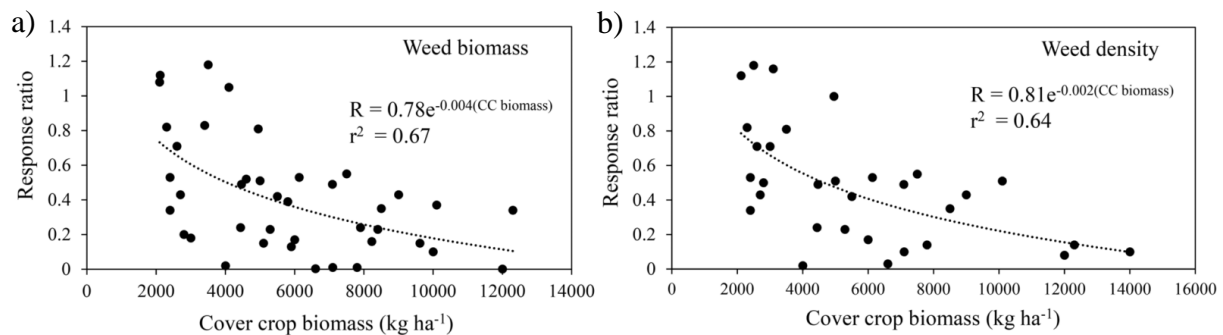 a)
Weed biomass
R = 0.78e^-0.004(CC biomass)
r² = 0.67
Response ratio
1.4
1.2
1
0.8
0.6
0.4
0.2
0
0 2000 4000 6000 8000 10000 12000 14000
Cover crop biomass (kg ha⁻¹)
b)
Weed density
R = 0.81e^-0.002(CC biomass)
r² = 0.64
Response ratio
1.4
1.2
1
0.8
0.6
0.4
0.2
0
0 2000 4000 6000 8000 10000 12000 14000 16000
Cover crop biomass (kg ha⁻¹)